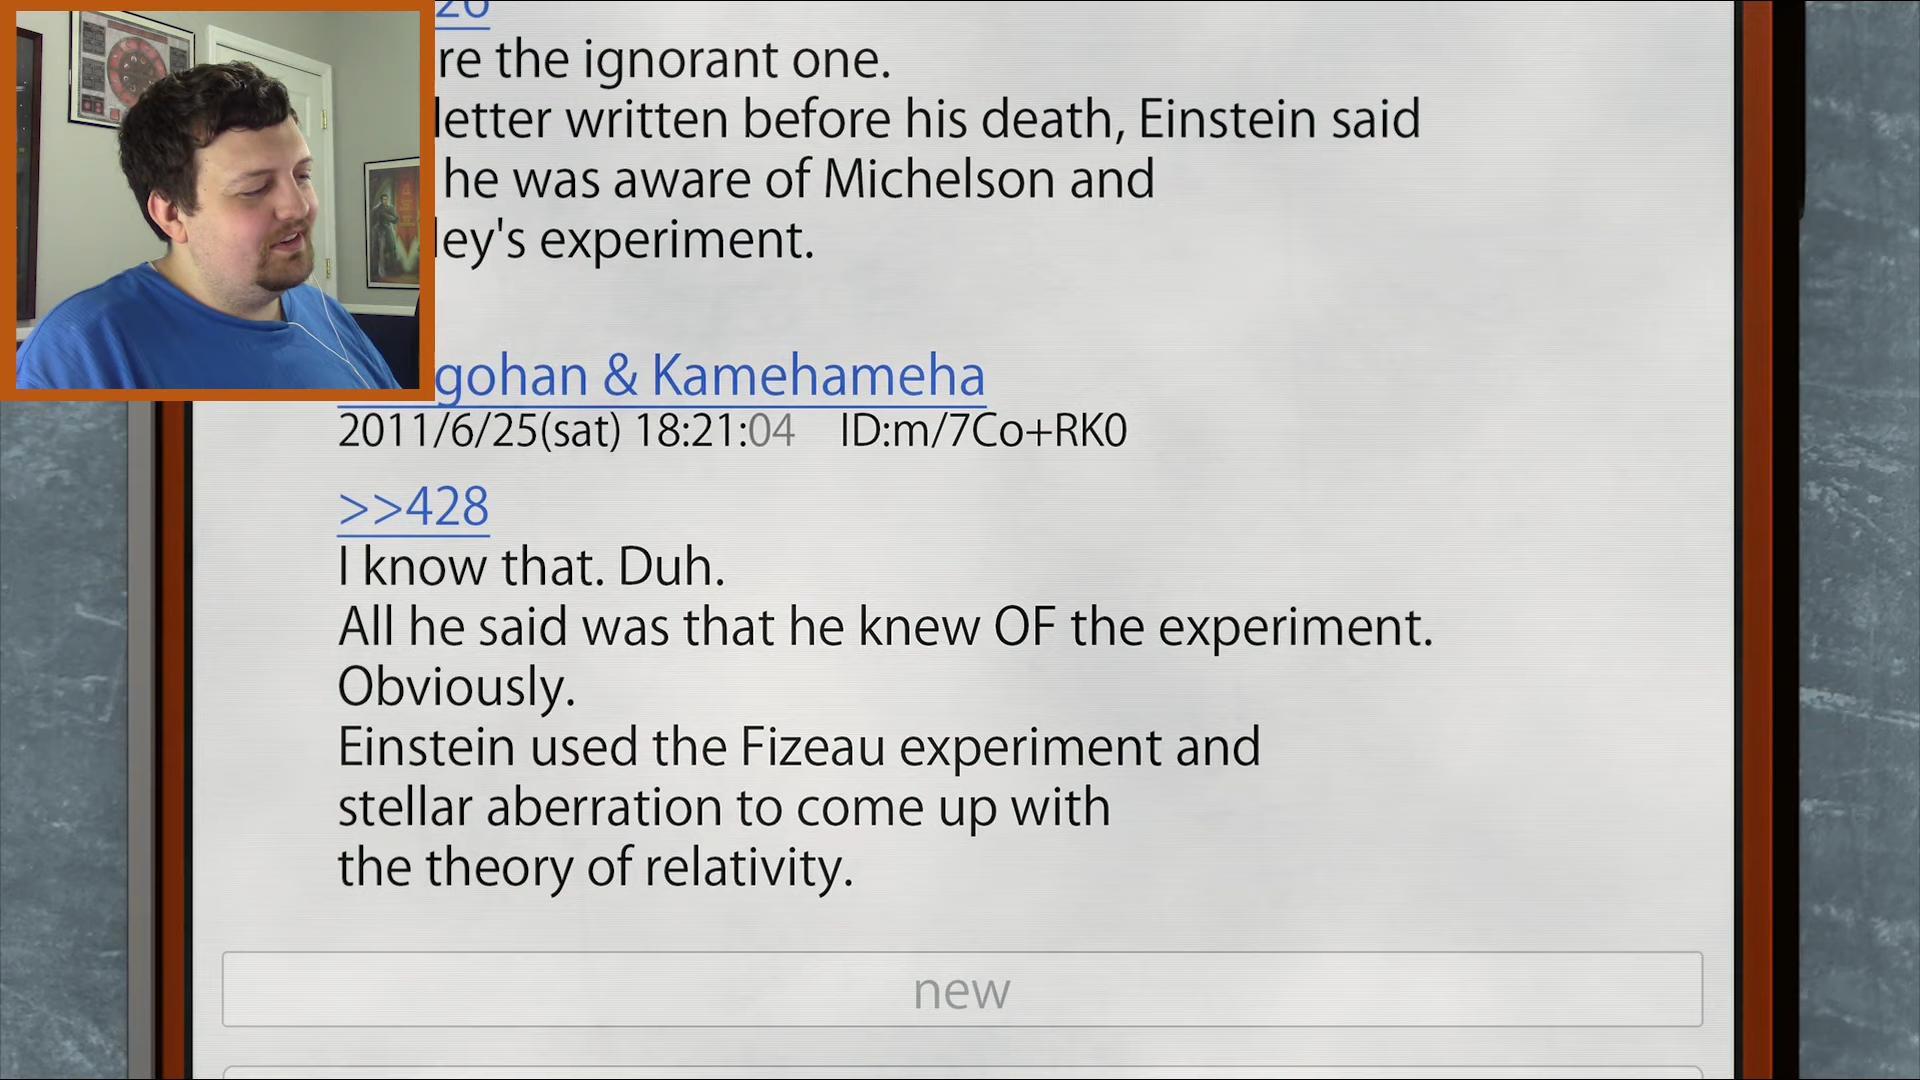 re the ignorant one.
letter written before his death, Einstein said
he was aware of Michelson and
ley's experiment.
gohan & Kamehameha
2011/6/25(sat) 18:21:04 ID:m/7Co+RK0
>>428
I know that. Duh.
All he said was that he knew OF the experiment.
Obviously.
Einstein used the Fizeau experiment and
stellar aberration to come up with
the theory of relativity.
new